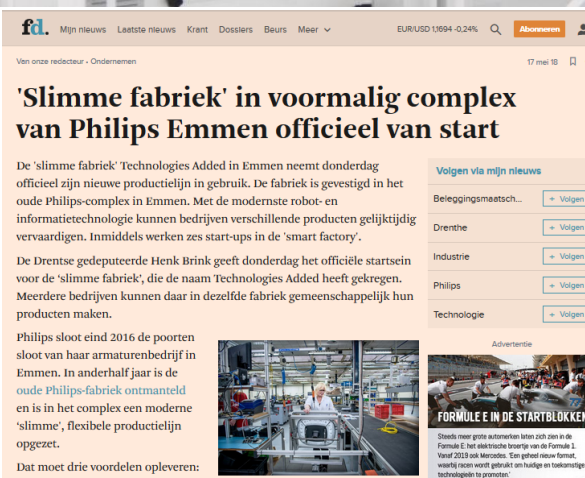 fd. Mijn nieuws Laatste nieuws Krant Dossiers Beurs Meer EUR/USD 1,1694 -0,24% Abonneren
Van onze redacteur • Ondernemen 17 mei 18
'Slimme fabriek' in voormalig complex
van Philips Emmen officieel van start
De 'slimme fabriek' Technologies Added in Emmen neemt donderdag
officieel zijn nieuwe productielijn in gebruik. De fabriek is gevestigd in het
oude Philips-complex in Emmen. Met de modernste robot- en
informatietechnologie kunnen bedrijven verschillende producten gelijktijdig
vervaardigen. Inmiddels werken zes start-ups in de 'smart factory'.
De Drentse gedeputeerde Henk Brink geeft donderdag het officiële startsein
voor de ‘slimme fabriek’, die de naam Technologies Added heeft gekregen.
Meerdere bedrijven kunnen daar in dezelfde fabriek gemeenschappelijk hun
producten maken.
Philips sloot eind 2016 de poorten
sloot van haar armaturenbedrijf in
Emmen. In anderhalf jaar is de
oude Philips-fabriek ontmanteld
en is in het complex een moderne
‘slimme’, flexibele productielijn
opgezet.
Dat moet drie voordelen opleveren:
Volgen via mijn nieuws
Beleggingsmaatsch... + Volgen
Drenthe + Volgen
Industrie + Volgen
Philips + Volgen
Technologie + Volgen
Advertentie
FORMULE E IN DE STARTBLOKKEN
Steeds meer grote automerken laten zich zien in de
Formule E: het elektrische broertje van de Formule 1.
Vanaf 2019 ook Mercedes. 'Een geheel nieuw format,
waarbij racen wordt gebruikt om huidige en toekomstige
technologieën te promoten.'